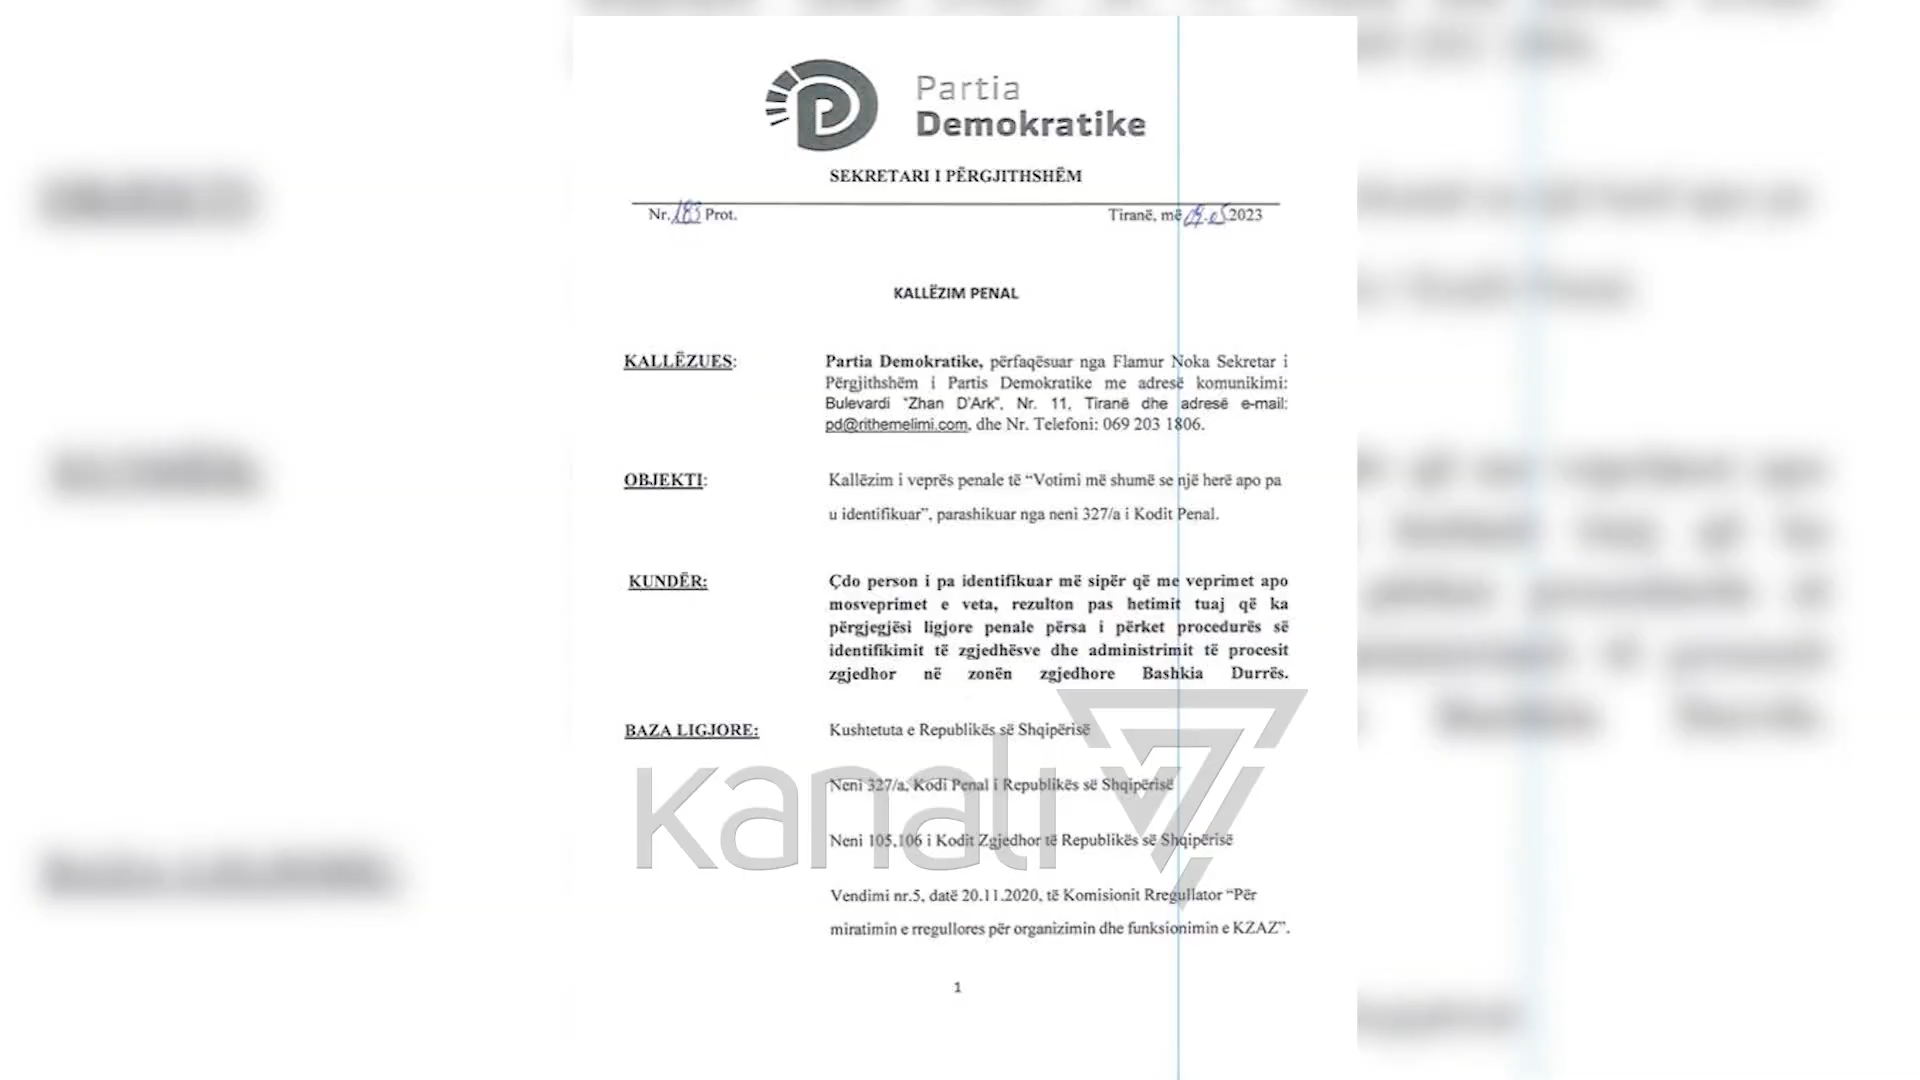 Partia
Demokratike
SEKRETARI I PËRGJITHSHËM
Nr. 183 Prot.
Tiranë, më 2023
KALLËZIM PENAL
KALLËZUES:
Partia Demokratike, përfaqësuar nga Flamur Noka Sekretar i
Përgjithshëm i Partis Demokratike me adresë komunikimi:
Bulevardi "Zhan D'Ark", Nr. 11, Tiranë dhe adresë e-mail:
pd@rithemelimi.com, dhe Nr. Telefoni: 069 203 1806.
OBJEKTI:
Kallëzim i veprës penale të “Votimi më shumë se një herë apo pa
u identifikuar”, parashikuar nga neni 327/a i Kodit Penal.
KUNDËR:
Çdo person i pa identifikuar më sipër që me veprimet apo
mosveprimet e veta, rezulton pas hetimit tuaj që ka
përgjegjësi ligjore penale përsa i përket procedurës së
identifikimit të zgjedhësve dhe administrimit të procesit
zgjedhor në zonën zgjedhore Bashkia Durrës.
BAZA LIGJORE:
Kushtetuta e Republikës së Shqipërisë
Neni 327/a, Kodi Penal i Republikës së Shqipërisë
Neni 105,106 i Kodit Zgjedhor të Republikës së Shqipërisë
Vendimi nr.5, datë 20.11.2020, të Komisionit Rregullator “Për
miratimin e rregullores për organizimin dhe funksionimin e KZAZ”.
kanali 7
1